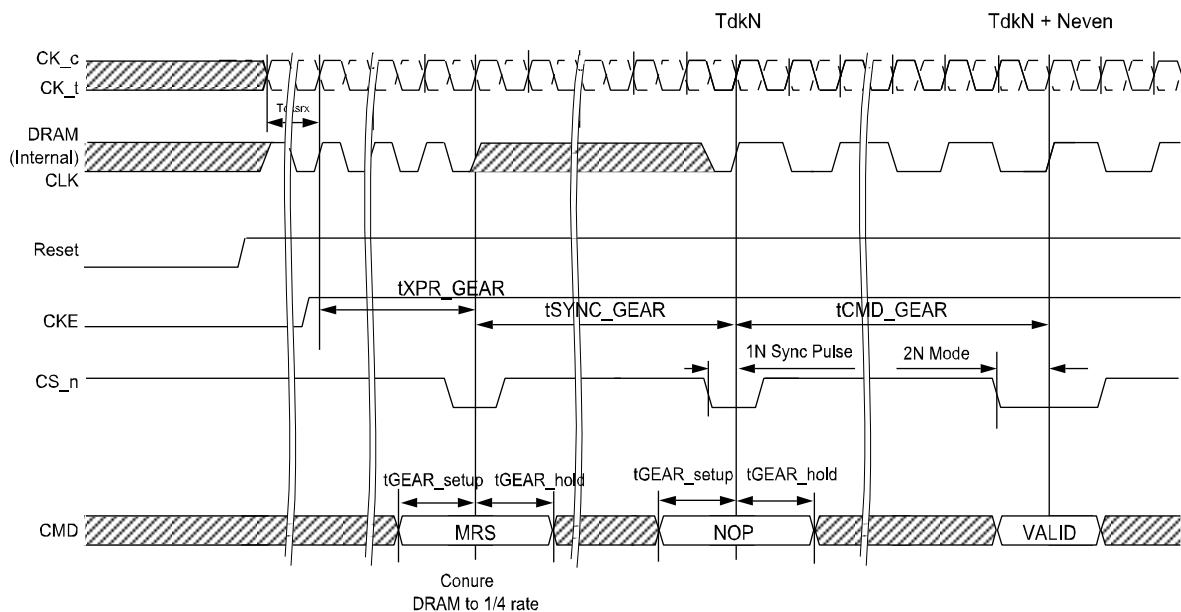 TdkN
TdkN + Neven
CK_c
CK_t
DRAM
(Internal)
CLK
Reset
tXPR_GEAR
tSYNC_GEAR
tCMD_GEAR
CKE
1N Sync Pulse
2N Mode
CS_n
tGEAR_setup
tGEAR_hold
tGEAR_setup
tGEAR_hold
CMD
MRS
NOP
VALID
Conure
DRAM to 1/4 rate